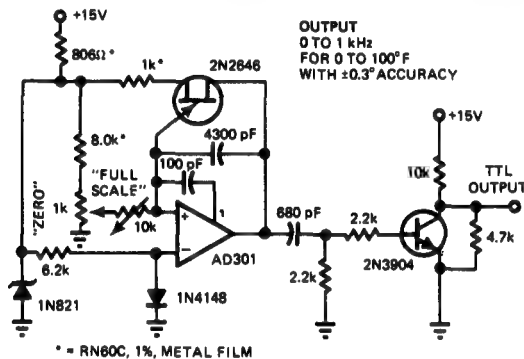 +15V
OUTPUT
0 TO 1 kHz
FOR 0 TO 100°F
WITH ±0.3° ACCURACY
806Ω*
1k*
2N2646
8.0k*
4300 pF
100 pF
+15V
"ZERO"
"FULL
SCALE"
1k
10k
+
1
−
AD301
680 pF
2.2k
10k
TTL
OUTPUT
4.7k
6.2k
2.2k
2N3904
1N821
1N4148
* = RN60C, 1%, METAL FILM